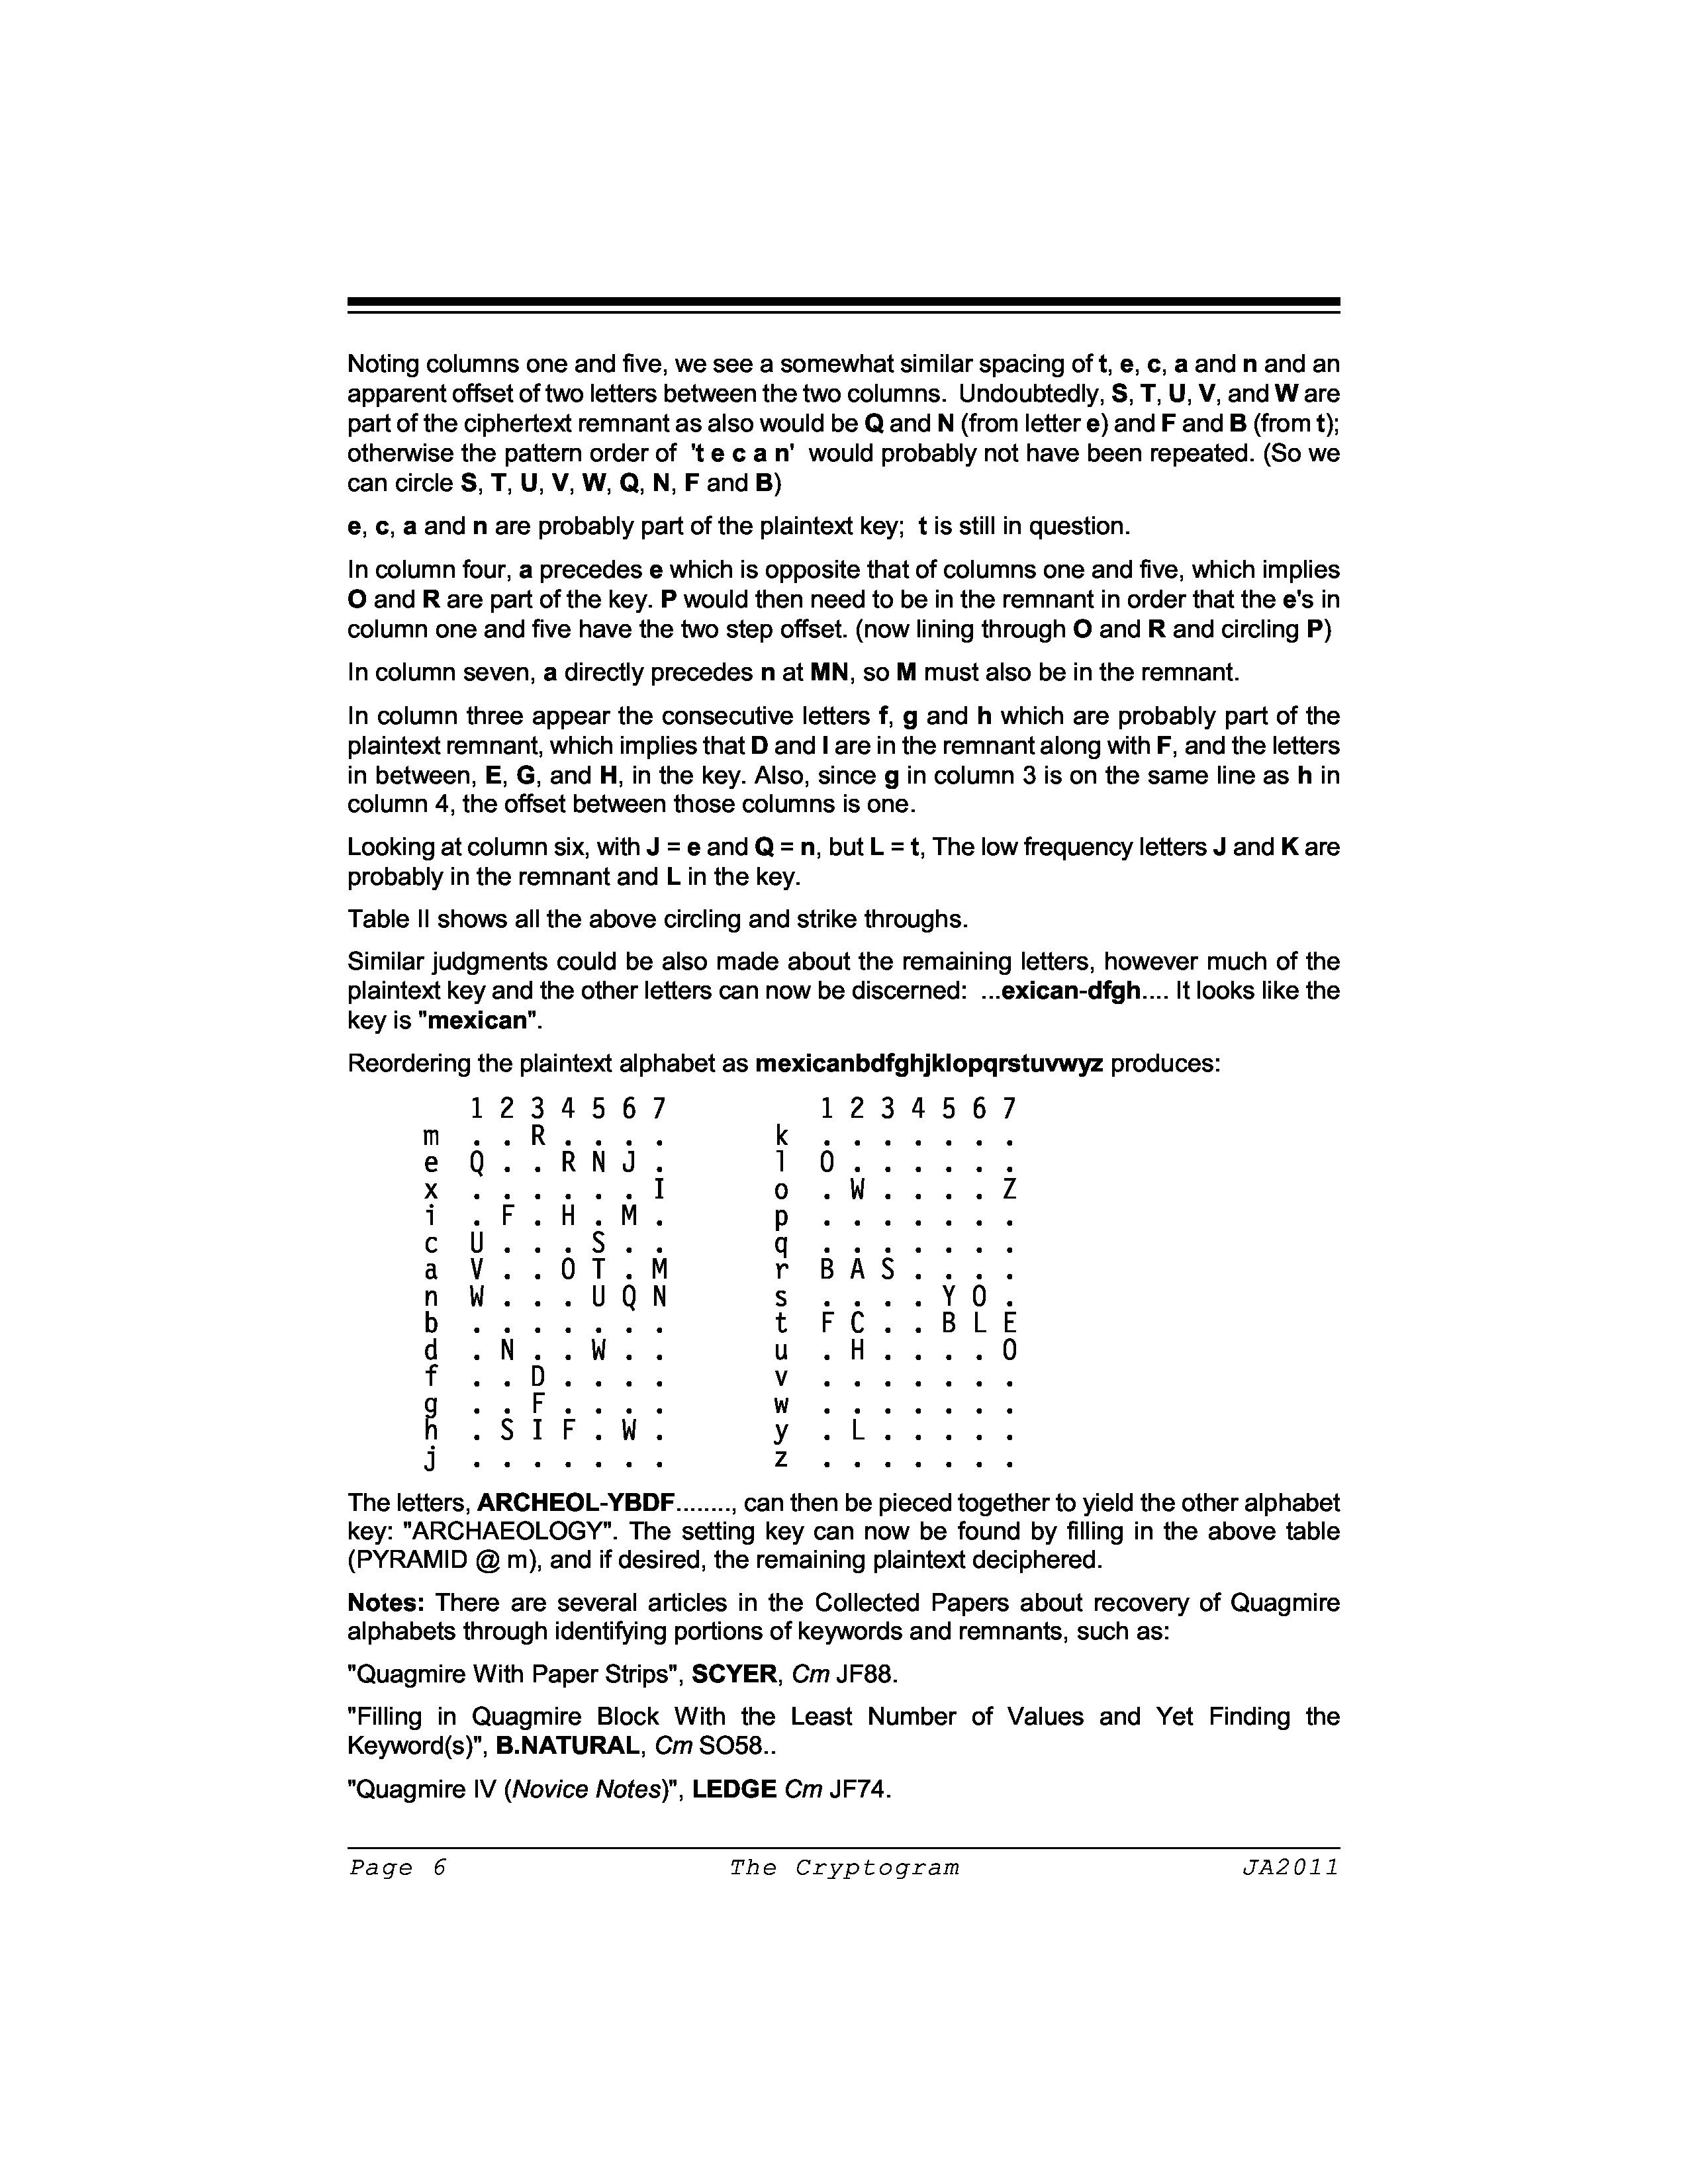 Noting columns one and five, we see a somewhat similar spacing of t, e, c, a and n and an
apparent offset of two letters between the two columns. Undoubtedly, S, T, U, V, and W are
part of the ciphertext remnant as also would be Q and N (from letter e) and F and B (from t);
otherwise the pattern order of 't e c a n' would probably not have been repeated. (So we
can circle S, T, U, V, W, Q, N, F and B)
e, c, a and n are probably part of the plaintext key; t is still in question.
In column four, a precedes e which is opposite that of columns one and five, which implies
O and R are part of the key. P would then need to be in the remnant in order that the e's in
column one and five have the two step offset. (now lining through O and R and circling P)
In column seven, a directly precedes n at MN, so M must also be in the remnant.
In column three appear the consecutive letters f, g and h which are probably part of the
plaintext remnant, which implies that D and I are in the remnant along with F, and the letters
in between, E, G, and H, in the key. Also, since g in column 3 is on the same line as h in
column 4, the offset between those columns is one.
Looking at column six, with J = e and Q = n, but L = t, The low frequency letters J and K are
probably in the remnant and L in the key.
Table II shows all the above circling and strike throughs.
Similar judgments could be also made about the remaining letters, however much of the
plaintext key and the other letters can now be discerned: ...exican-dfgh.... It looks like the
key is "mexican".
Reordering the plaintext alphabet as mexicanbdfghjklopqrstuvwyz produces:
1 2 3 4 5 6 7 1 2 3 4 5 6 7
m . . R . . . . k . . . . . . .
e Q . . R N J . l O . . . . . .
x . . . . . . I o . W . . . . Z
i . F . H . M . p . . . . . . .
c U . . . S . . q . . . . . . .
a V . . O T . M r B A S . . . .
n W . . . U Q N s . . . . Y O .
b . . . . . . . t F C . . B L E
d . N . . W . . u . H . . . . O
f . . D . . . . v . . . . . . .
g . . F . . . . w . . . . . . .
h . S I F . W . y . L . . . . .
j . . . . . . . z . . . . . . .
The letters, ARCHEOL-YBDF........, can then be pieced together to yield the other alphabet
key: "ARCHAEOLOGY". The setting key can now be found by filling in the above table
(PYRAMID @ m), and if desired, the remaining plaintext deciphered.
Notes: There are several articles in the Collected Papers about recovery of Quagmire
alphabets through identifying portions of keywords and remnants, such as:
"Quagmire With Paper Strips", SCYER, Cm JF88.
"Filling in Quagmire Block With the Least Number of Values and Yet Finding the
Keyword(s)", B.NATURAL, Cm SO58..
"Quagmire IV (Novice Notes)", LEDGE Cm JF74.
Page 6 The Cryptogram JA2011